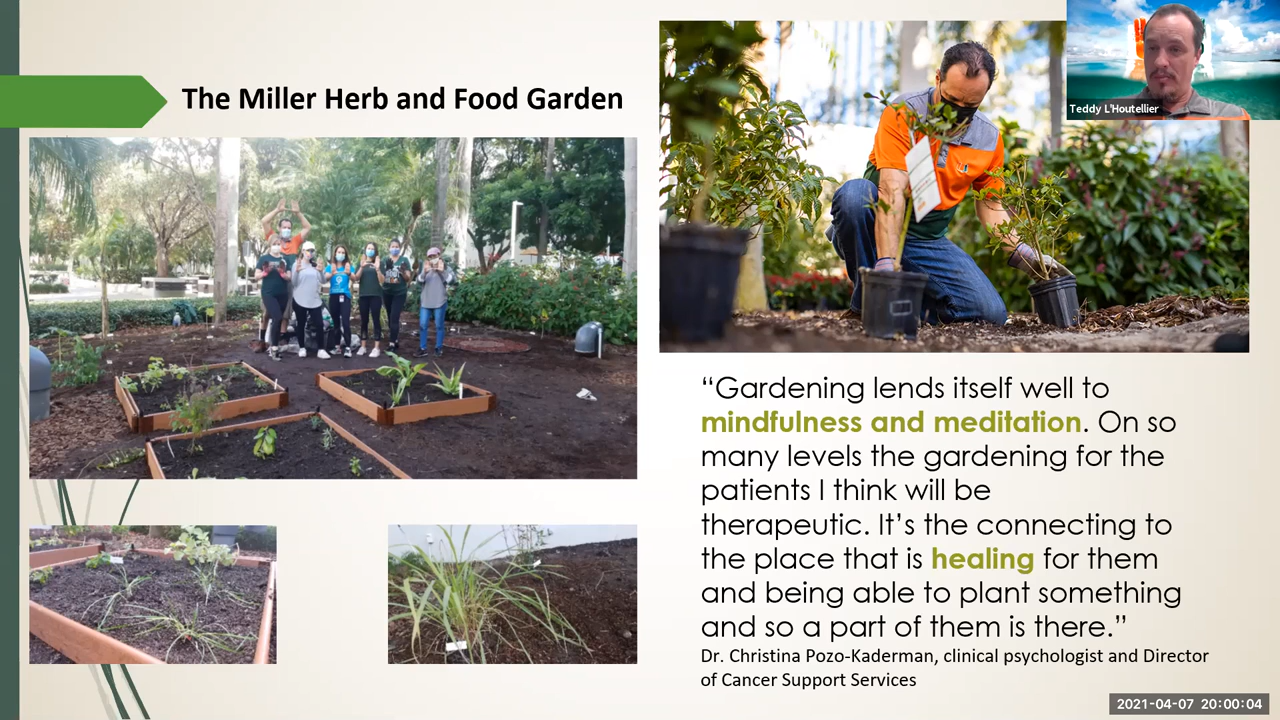 The Miller Herb and Food Garden
Teddy L'Houtellier
“Gardening lends itself well to
mindfulness and meditation. On so
many levels the gardening for the
patients I think will be
therapeutic. It’s the connecting to
the place that is healing for them
and being able to plant something
and so a part of them is there.”
Dr. Christina Pozo-Kaderman, clinical psychologist and Director
of Cancer Support Services
2021-04-07 20:00:04